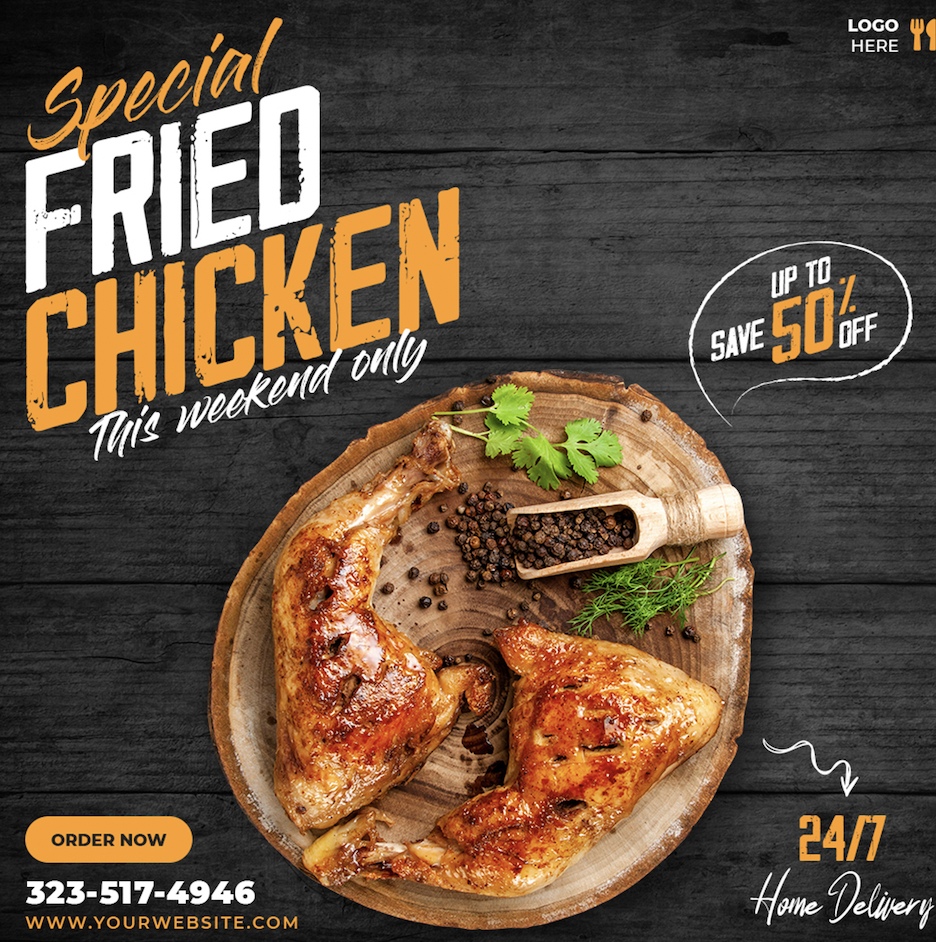 LOGO
HERE
Special
FRIED
CHICKEN
This weekend only
UP TO
SAVE 50% OFF
ORDER NOW
323-517-4946
WWW.YOURWEBSITE.COM
24/7
Home Delivery